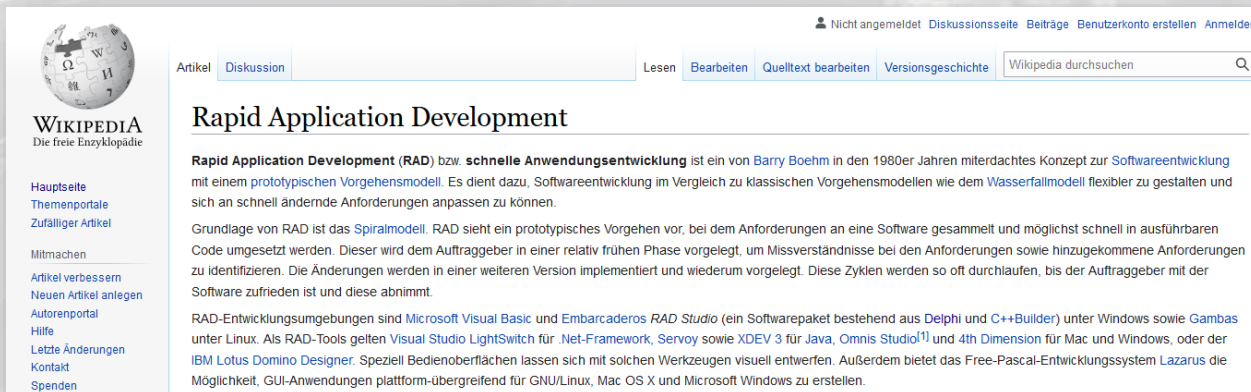 Nicht angemeldet Diskussionsseite Beiträge Benutzerkonto erstellen Anmelden
Artikel Diskussion Lesen Bearbeiten Quelltext bearbeiten Versionsgeschichte Wikipedia durchsuchen
WIKIPEDIA
Die freie Enzyklopädie
Hauptseite
Themenportale
Zufälliger Artikel
Mitmachen
Artikel verbessern
Neuen Artikel anlegen
Autorenportal
Hilfe
Letzte Änderungen
Kontakt
Spenden
Rapid Application Development
Rapid Application Development (RAD) bzw. schnelle Anwendungsentwicklung ist ein von Barry Boehm in den 1980er Jahren miterdachtes Konzept zur Softwareentwicklung
mit einem prototypischen Vorgehensmodell. Es dient dazu, Softwareentwicklung im Vergleich zu klassischen Vorgehensmodellen wie dem Wasserfallmodell flexibler zu gestalten und
sich an schnell ändernde Anforderungen anpassen zu können.
Grundlage von RAD ist das Spiralmodell. RAD sieht ein prototypisches Vorgehen vor, bei dem Anforderungen an eine Software gesammelt und möglichst schnell in ausführbaren
Code umgesetzt werden. Dieser wird dem Auftraggeber in einer relativ frühen Phase vorgelegt, um Missverständnisse bei den Anforderungen sowie hinzugekommene Anforderungen
zu identifizieren. Die Änderungen werden in einer weiteren Version implementiert und wiederum vorgelegt. Diese Zyklen werden so oft durchlaufen, bis der Auftraggeber mit der
Software zufrieden ist und diese abnimmt.
RAD-Entwicklungsumgebungen sind Microsoft Visual Basic und Embarcaderos RAD Studio (ein Softwarepaket bestehend aus Delphi und C++Builder) unter Windows sowie Gambas
unter Linux. Als RAD-Tools gelten Visual Studio LightSwitch für .Net-Framework, Servoy sowie XDEV 3 für Java, Omnis Studio[1] und 4th Dimension für Mac und Windows, oder der
IBM Lotus Domino Designer. Speziell Bedienoberflächen lassen sich mit solchen Werkzeugen visuell entwerfen. Außerdem bietet das Free-Pascal-Entwicklungssystem Lazarus die
Möglichkeit, GUI-Anwendungen plattform-übergreifend für GNU/Linux, Mac OS X und Microsoft Windows zu erstellen.